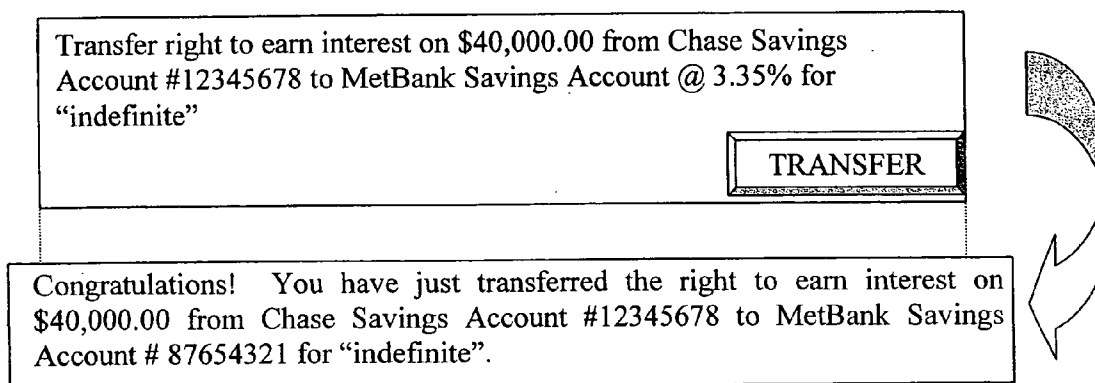 Transfer right to earn interest on $40,000.00 from Chase Savings
Account #12345678 to MetBank Savings Account @ 3.35% for
“indefinite”
TRANSFER
Congratulations! You have just transferred the right to earn interest on
$40,000.00 from Chase Savings Account #12345678 to MetBank Savings
Account # 87654321 for “indefinite”.